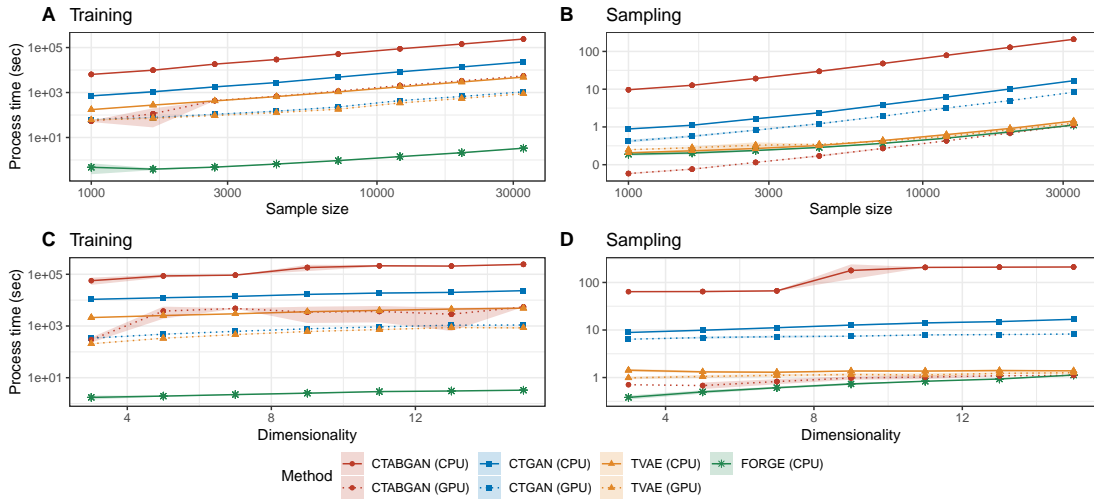 A Training
1e+05
1e+03
1e+01
Process time (sec)
1000 3000 10000 30000
Sample size
B Sampling
100
10
1
0
1000 3000 10000 30000
Sample size
C Training
1e+05
1e+03
1e+01
Process time (sec)
4 8 12
Dimensionality
D Sampling
100
10
1
4 8 12
Dimensionality
Method
CTABGAN (CPU) CTGAN (CPU) TVAE (CPU) FORGE (CPU)
CTABGAN (GPU) CTGAN (GPU) TVAE (GPU)